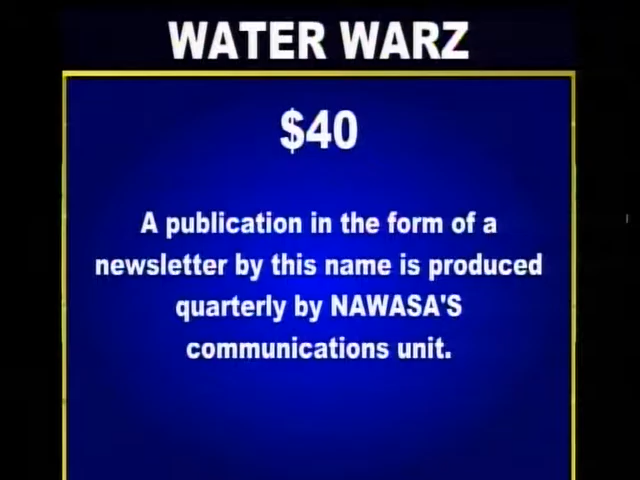 WATER WARZ
$40
A publication in the form of a
newsletter by this name is produced
quarterly by NAWASA'S
communications unit.